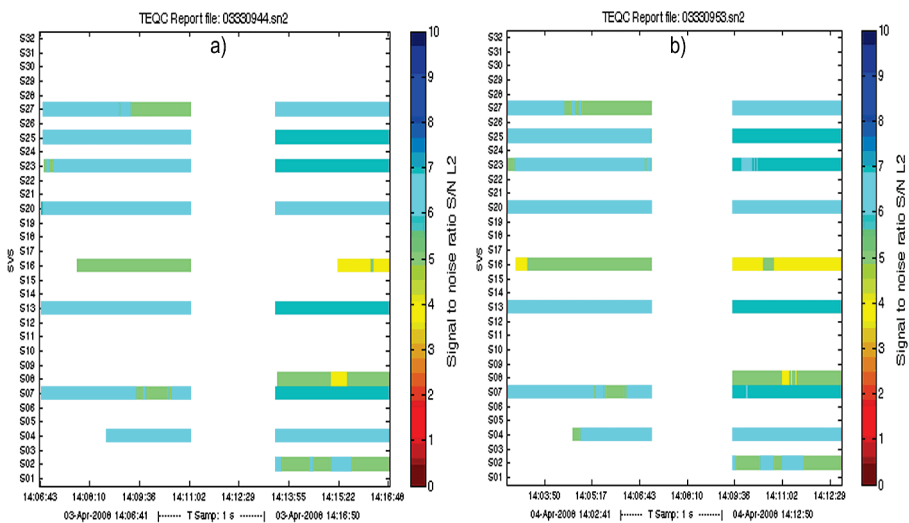 TEQC Report file: 03330944.sn2
a)
S32
S31
S30
S29
S28
S27
S26
S25
S24
S23
S22
S21
S20
S19
S18
S17
S16
S15
S14
S13
S12
S11
S10
S09
S08
S07
S06
S05
S04
S03
S02
S01
SVS
14:06:43 14:08:10 14:09:36 14:11:02 14:12:29 14:13:55 14:15:22 14:16:48
03-Apr-2008 14:06:41 |------- T Samp: 1 s -------| 03-Apr-2008 14:16:50
10
9
8
7
6
5
4
3
2
1
0
Signal to noise ratio S/N L2
TEQC Report file: 03330953.sn2
b)
S32
S31
S30
S29
S28
S27
S26
S25
S24
S23
S22
S21
S20
S19
S18
S17
S16
S15
S14
S13
S12
S11
S10
S09
S08
S07
S06
S05
S04
S03
S02
S01
SVS
14:03:50 14:05:17 14:06:43 14:08:10 14:09:36 14:11:02 14:12:29
04-Apr-2008 14:02:41 |------- T Samp: 1 s -------| 04-Apr-2008 14:12:50
10
9
8
7
6
5
4
3
2
1
0
Signal to noise ratio S/N L2